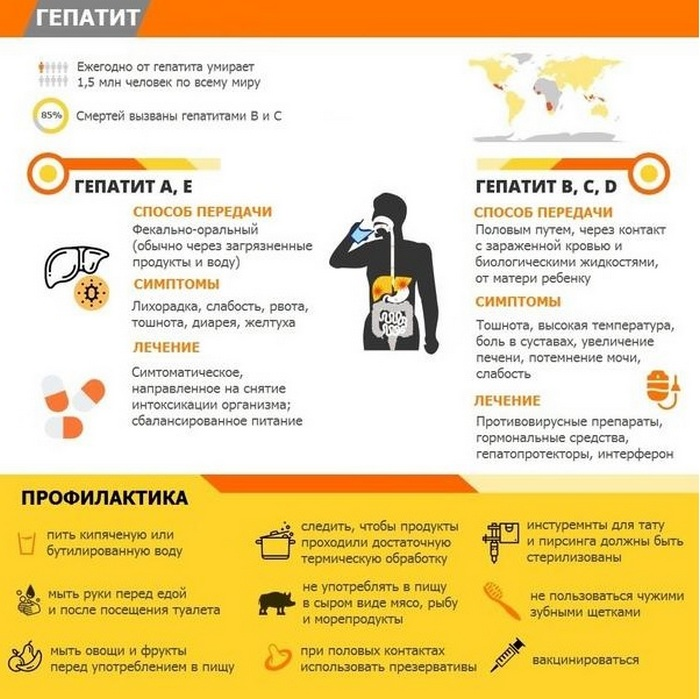 ГЕПАТИТ
Ежегодно от гепатита умирает
1,5 млн человек по всему миру
85%
Смертей вызваны гепатитами В и С
ГЕПАТИТ А, Е
СПОСОБ ПЕРЕДАЧИ
Фекально-оральный
(обычно через загрязненные
продукты и воду)
СИМПТОМЫ
Лихорадка, слабость, рвота,
тошнота, диарея, желтуха
ЛЕЧЕНИЕ
Симтоматическое,
направленное на снятие
интоксикации организма;
сбалансированное питание
ГЕПАТИТ В, С, D
СПОСОБ ПЕРЕДАЧИ
Половым путем, через контакт
с зараженной кровью и
биологическими жидкостями,
от матери ребенку
СИМПТОМЫ
Тошнота, высокая температура,
боль в суставах, увеличение
печени, потемнение мочи,
слабость
ЛЕЧЕНИЕ
Противовирусные препараты,
гормональные средства,
гепатопротекторы, интерферон
ПРОФИЛАКТИКА
пить кипяченую или
бутилированную воду
следить, чтобы продукты
проходили достаточную
термическую обработку
инстуремнты для тату
и пирсинга должны быть
стерилизованы
мыть руки перед едой
и после посещения туалета
не употреблять в пищу
в сыром виде мясо, рыбу
и морепродукты
не пользоваться чужими
зубными щетками
мыть овощи и фрукты
перед употреблением в пищу
при половых контактах
использовать презервативы
вакцинироваться